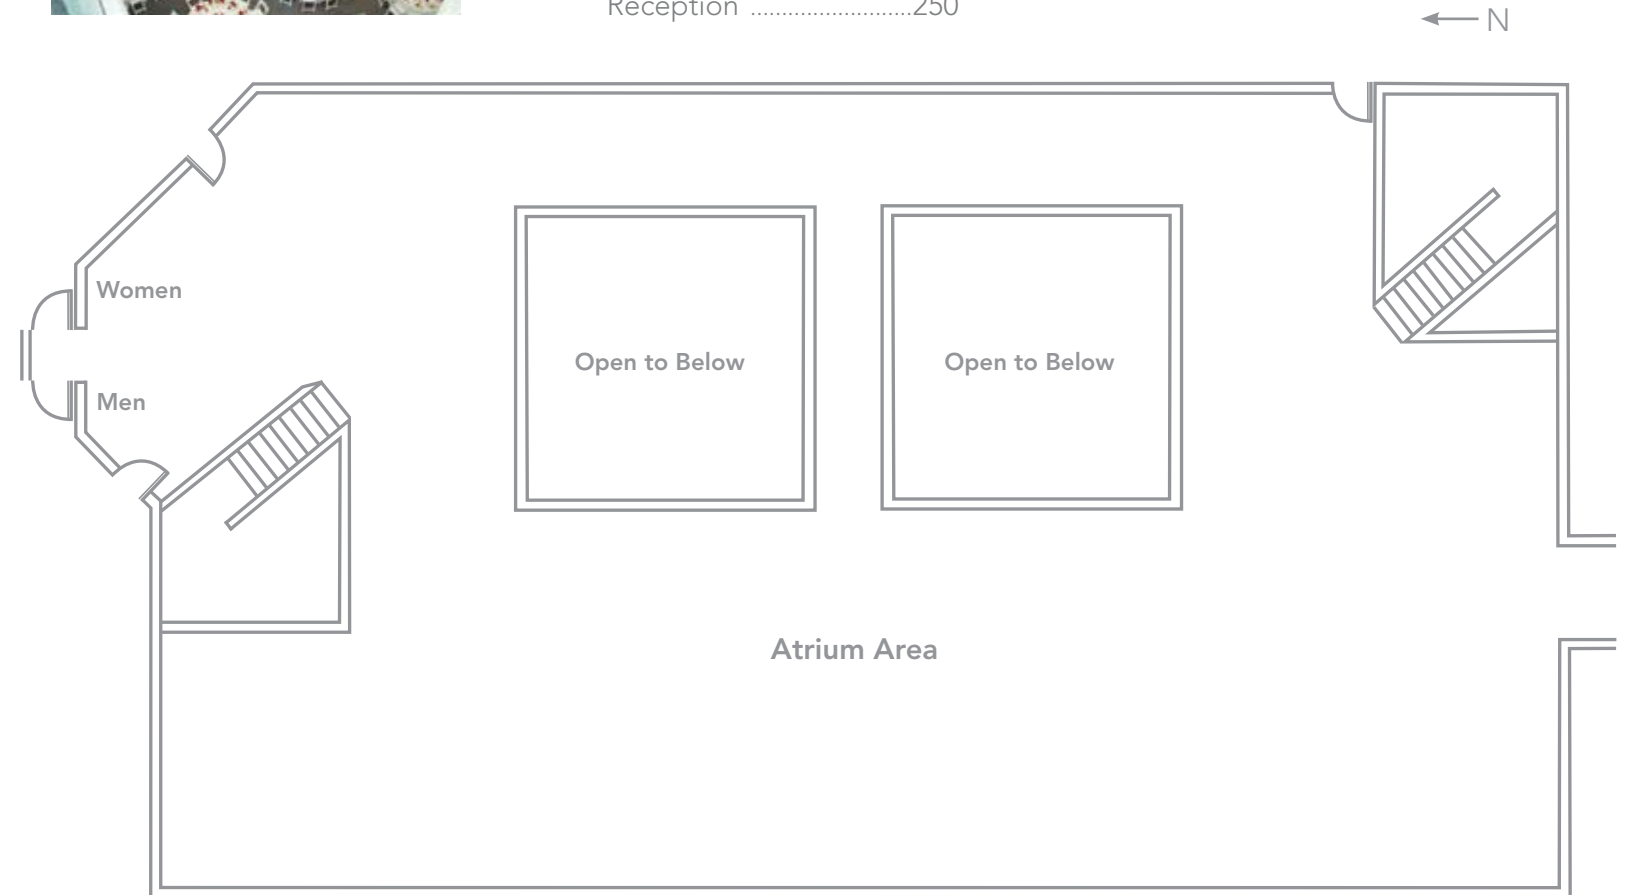 Reception ..........................250
N
Women
Open to Below
Open to Below
Men
Atrium Area